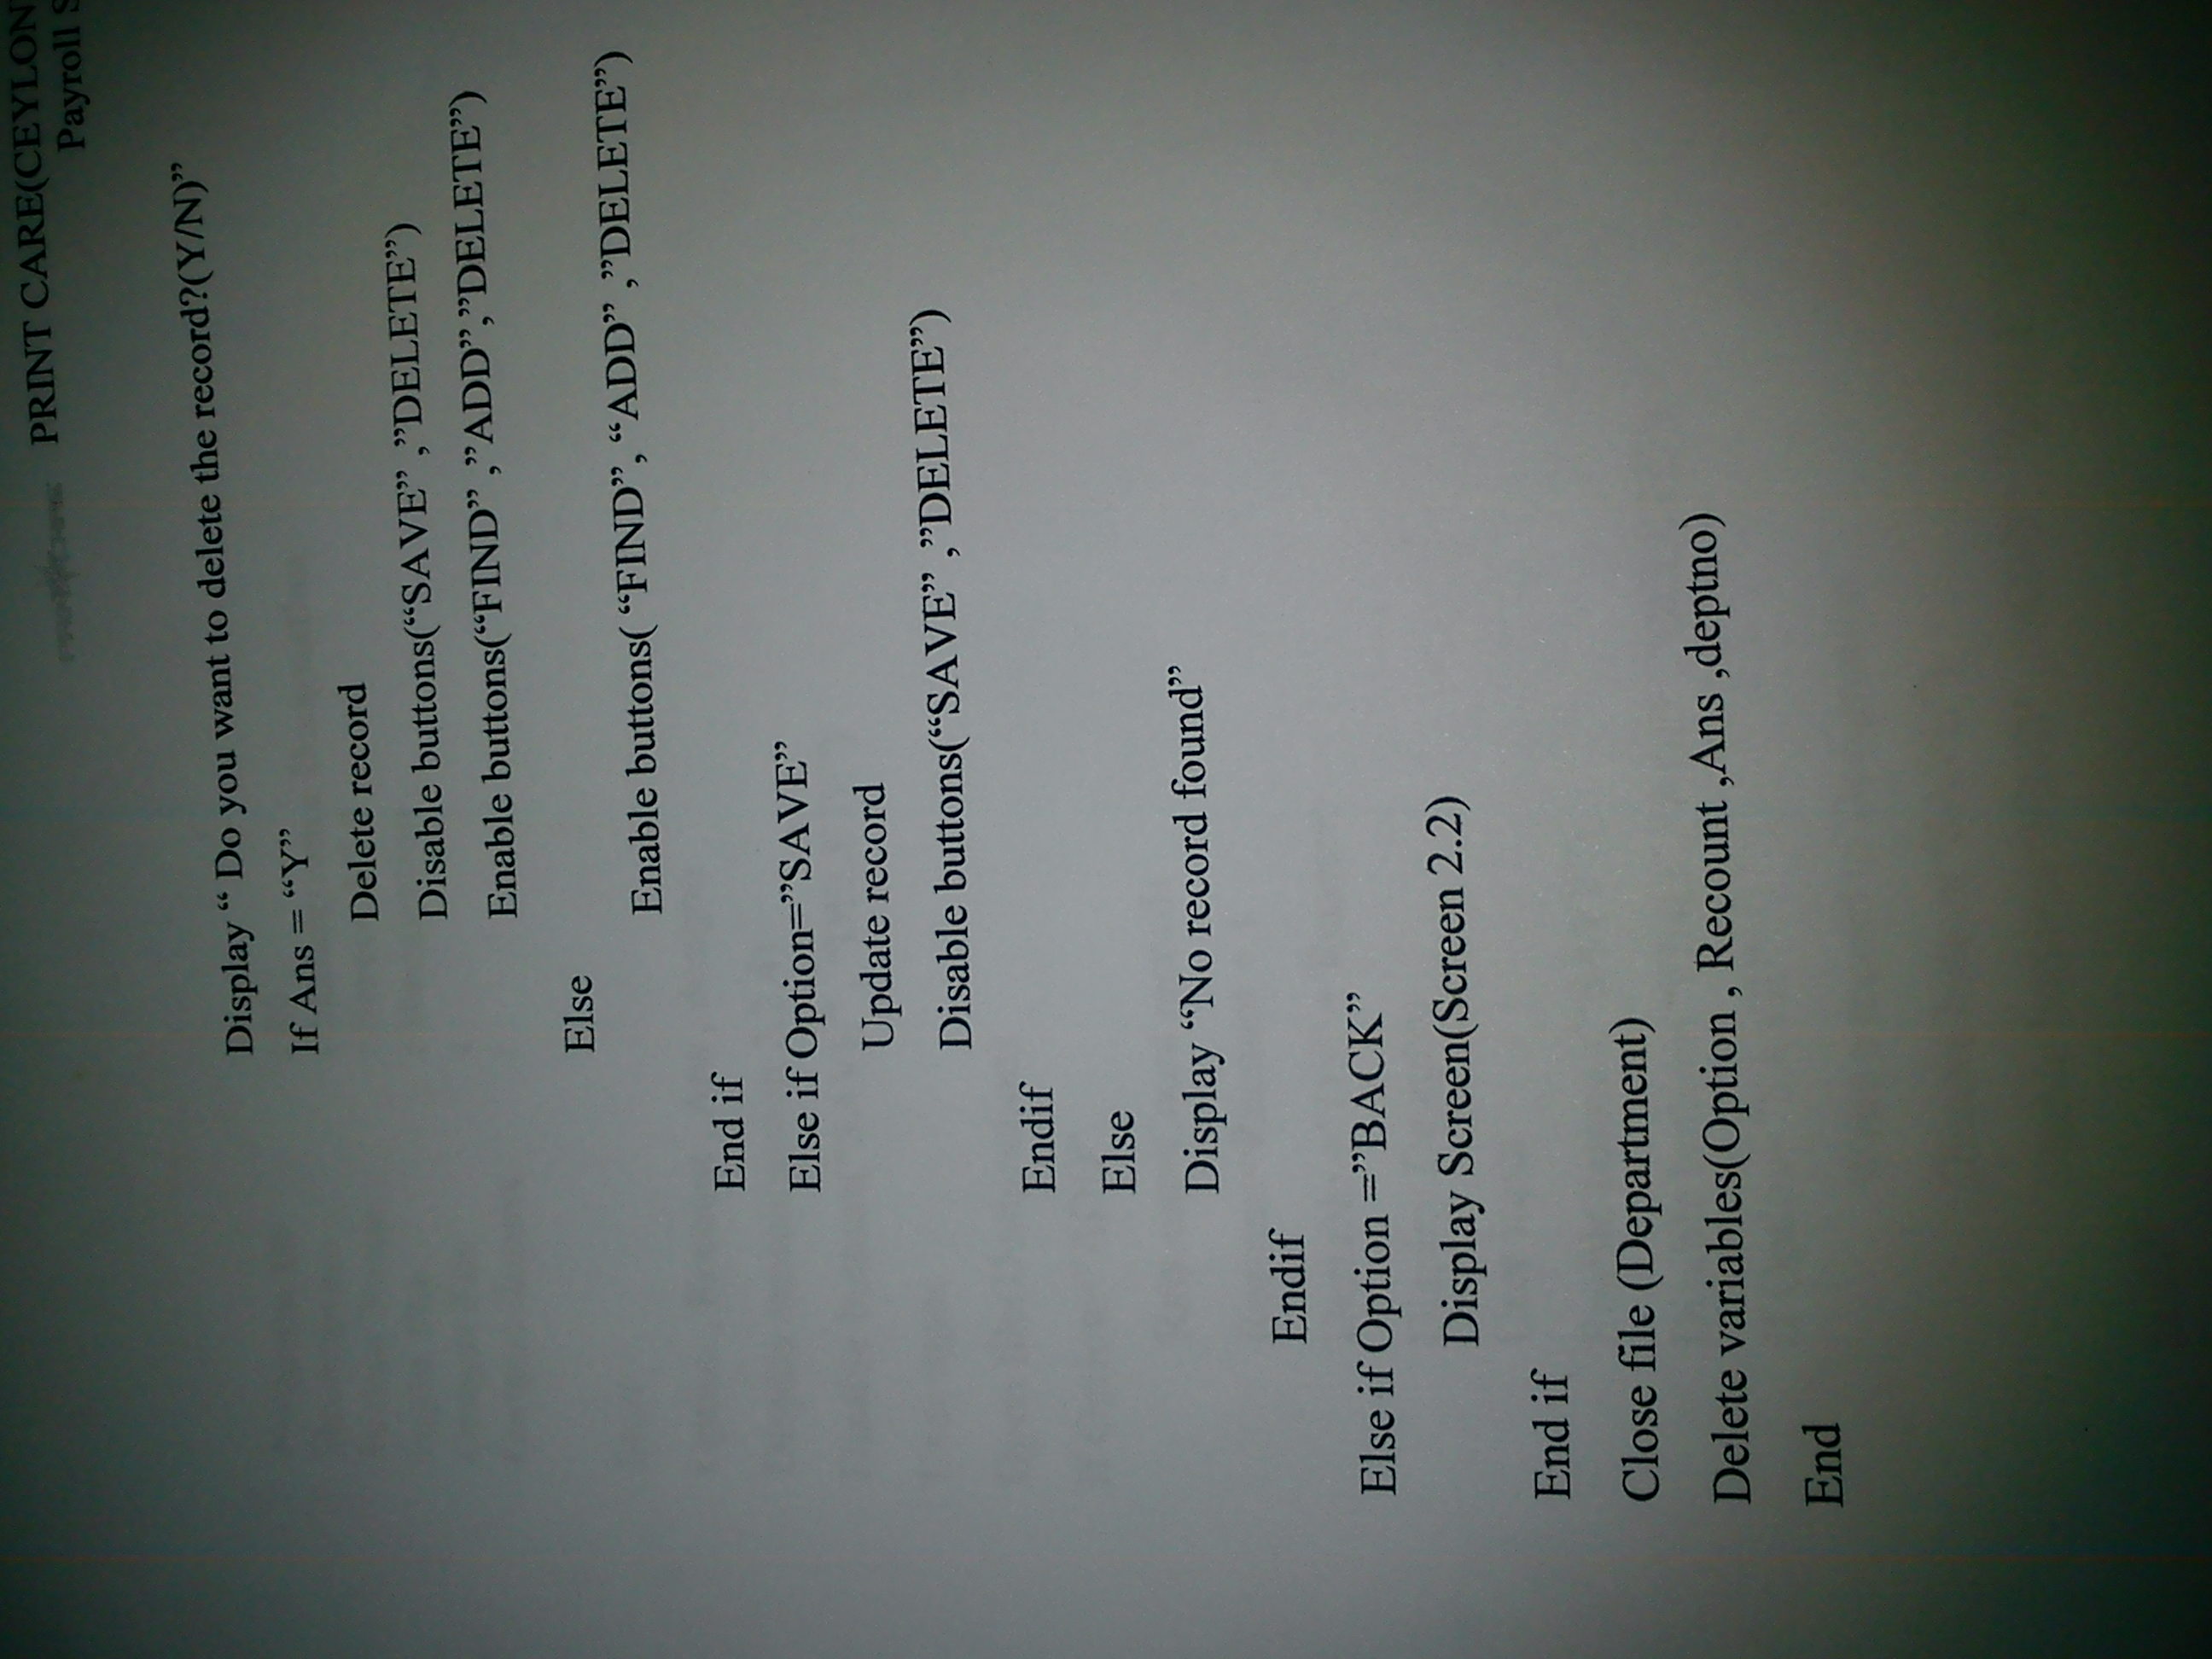 PRINT CARE(CEYLON
Payroll S
Display “ Do you want to delete the record?(Y/N)”
If Ans = “Y”
Delete record
Disable buttons(“SAVE” ,”DELETE”)
Enable buttons(“FIND” ,”ADD”,”DELETE”)
Else
Enable buttons( “FIND”, “ADD” ,”DELETE”)
End if
Else if Option=”SAVE”
Update record
Disable buttons(“SAVE” ,”DELETE”)
Endif
Else
Display “No record found”
Endif
Else if Option =”BACK”
Display Screen(Screen 2.2)
End if
Close file (Department)
Delete variables(Option , Recount ,Ans ,deptno)
End